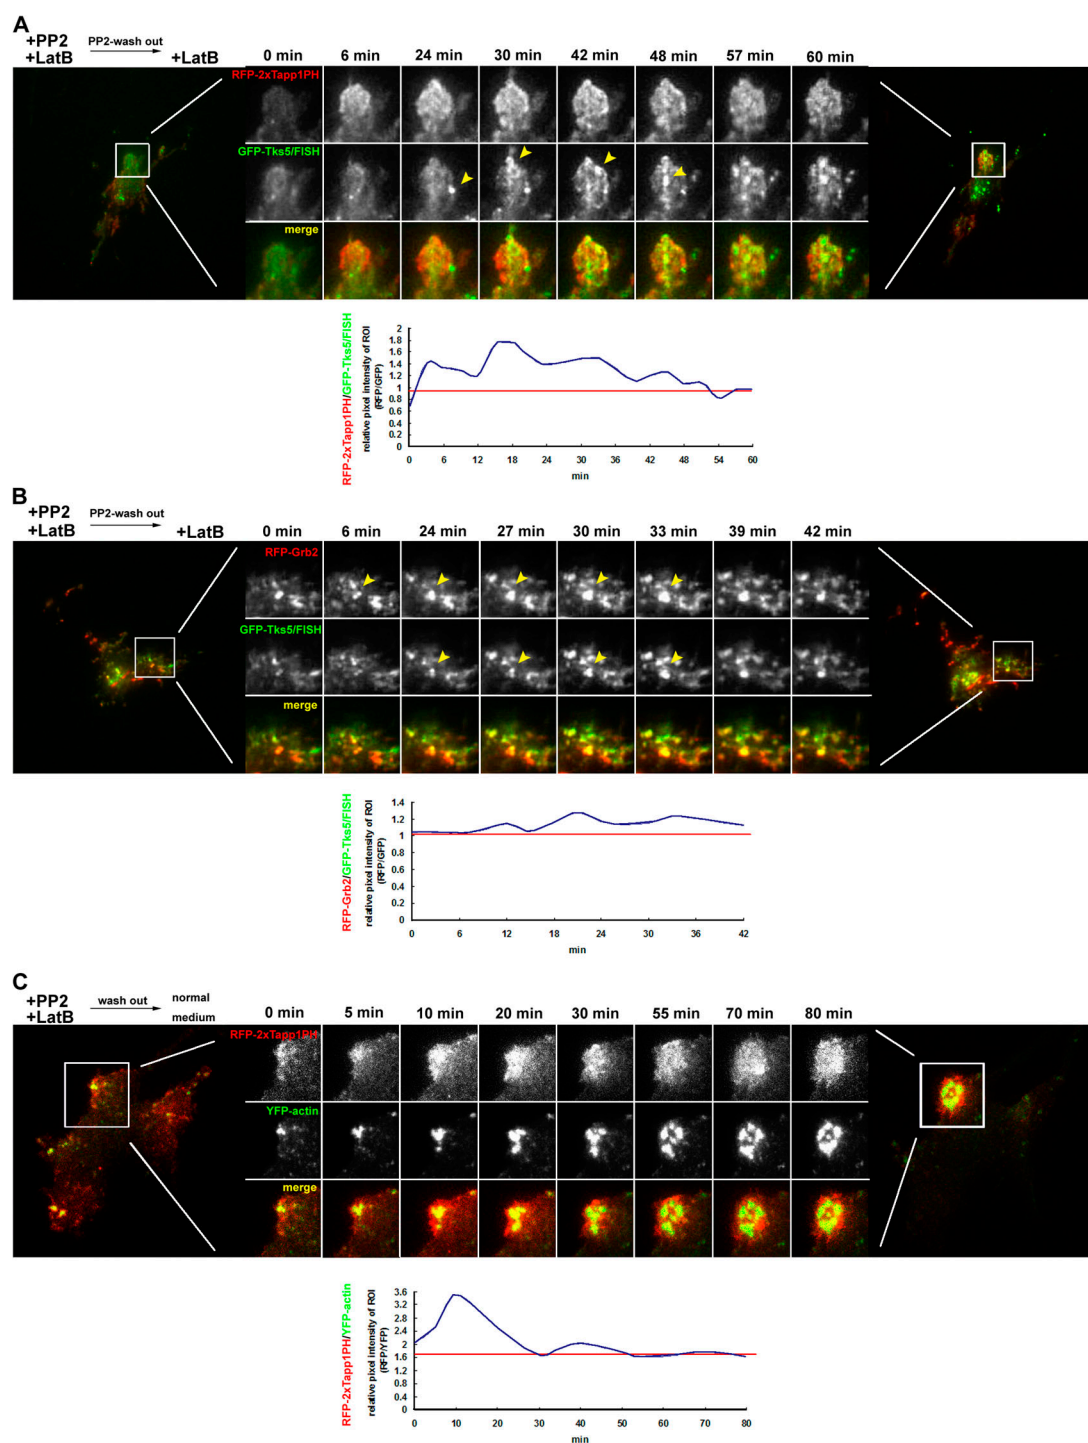 A
+PP2
+LatB
PP2-wash out
+LatB
0 min 6 min 24 min 30 min 42 min 48 min 57 min 60 min
RFP-2xTapp1PH
GFP-Tks5/FISH
merge
RFP-2xTapp1PH/GFP-Tks5/FISH
relative pixel intensity of ROI
(RFP/GFP)
2
1.8
1.6
1.4
1.2
1
0.8
0.6
0.4
0.2
0
0 6 12 18 24 30 36 42 48 54 60
min
B
+PP2
+LatB
PP2-wash out
+LatB
0 min 6 min 24 min 27 min 30 min 33 min 39 min 42 min
RFP-Grb2
GFP-Tks5/FISH
merge
RFP-Grb2/GFP-Tks5/FISH
relative pixel intensity of ROI
(RFP/GFP)
1.4
1.2
1
0.8
0.6
0.4
0.2
0
0 6 12 18 24 30 36 42
min
C
+PP2
+LatB
wash out
normal
medium
0 min 5 min 10 min 20 min 30 min 55 min 70 min 80 min
RFP-2xTapp1PH
YFP-actin
merge
RFP-2xTapp1PH/YFP-actin
relative pixel intensity of ROI
(RFP/YFP)
3.6
3.2
2.8
2.4
2
1.6
1.2
0.8
0.4
0
0 10 20 30 40 50 60 70 80
min